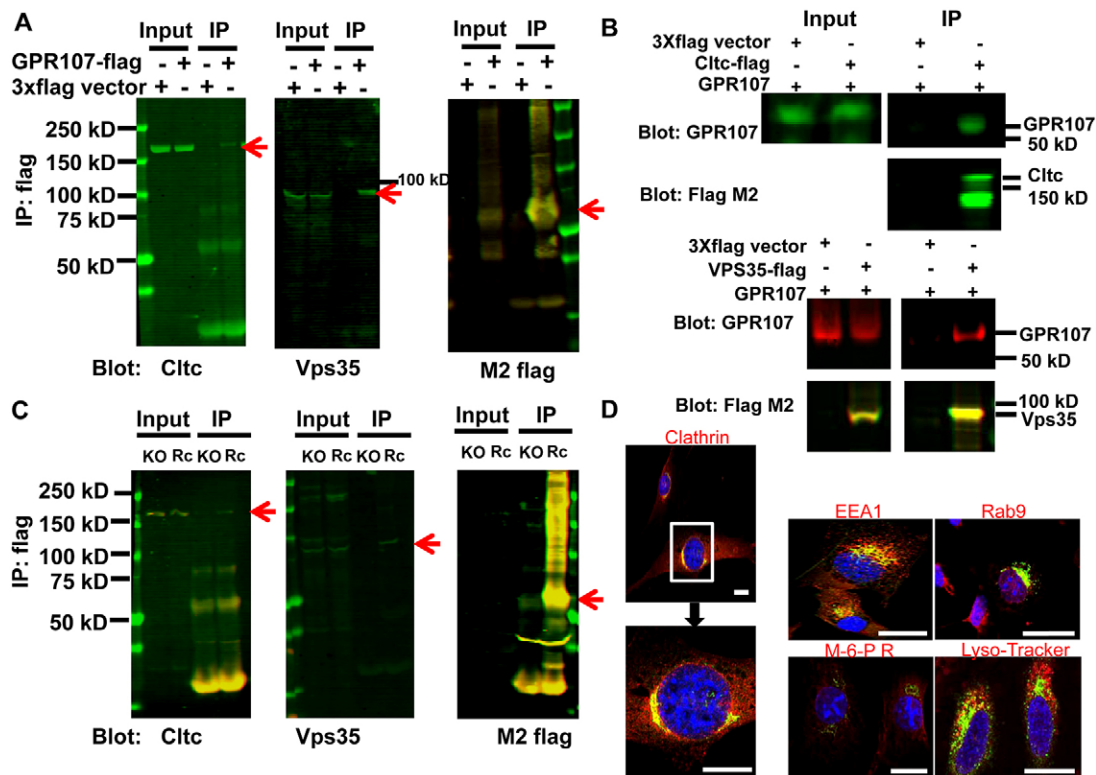 A
Input IP
GPR107-flag - + - +
3xflag vector + - + -
250 kD
150 kD
100 kD
75 kD
50 kD
IP: flag
Blot: Cltc
Input IP
- + - +
+ - + -
100 kD
Vps35
Input IP
- + - +
+ - + -
M2 flag
B
Input IP
3Xflag vector + - + -
Cltc-flag - + - +
GPR107 + + + +
Blot: GPR107
GPR107
50 kD
Blot: Flag M2
Cltc
150 kD
3Xflag vector + - + -
VPS35-flag - + - +
GPR107 + + + +
Blot: GPR107
GPR107
50 kD
Blot: Flag M2
100 kD
Vps35
C
Input IP
KO Rc KO Rc
250 kD
150 kD
100 kD
75 kD
50 kD
IP: flag
Blot: Cltc
Input IP
KO Rc KO Rc
Vps35
Input IP
KO Rc KO Rc
M2 flag
D
Clathrin
EEA1
Rab9
M-6-P R
Lyso-Tracker